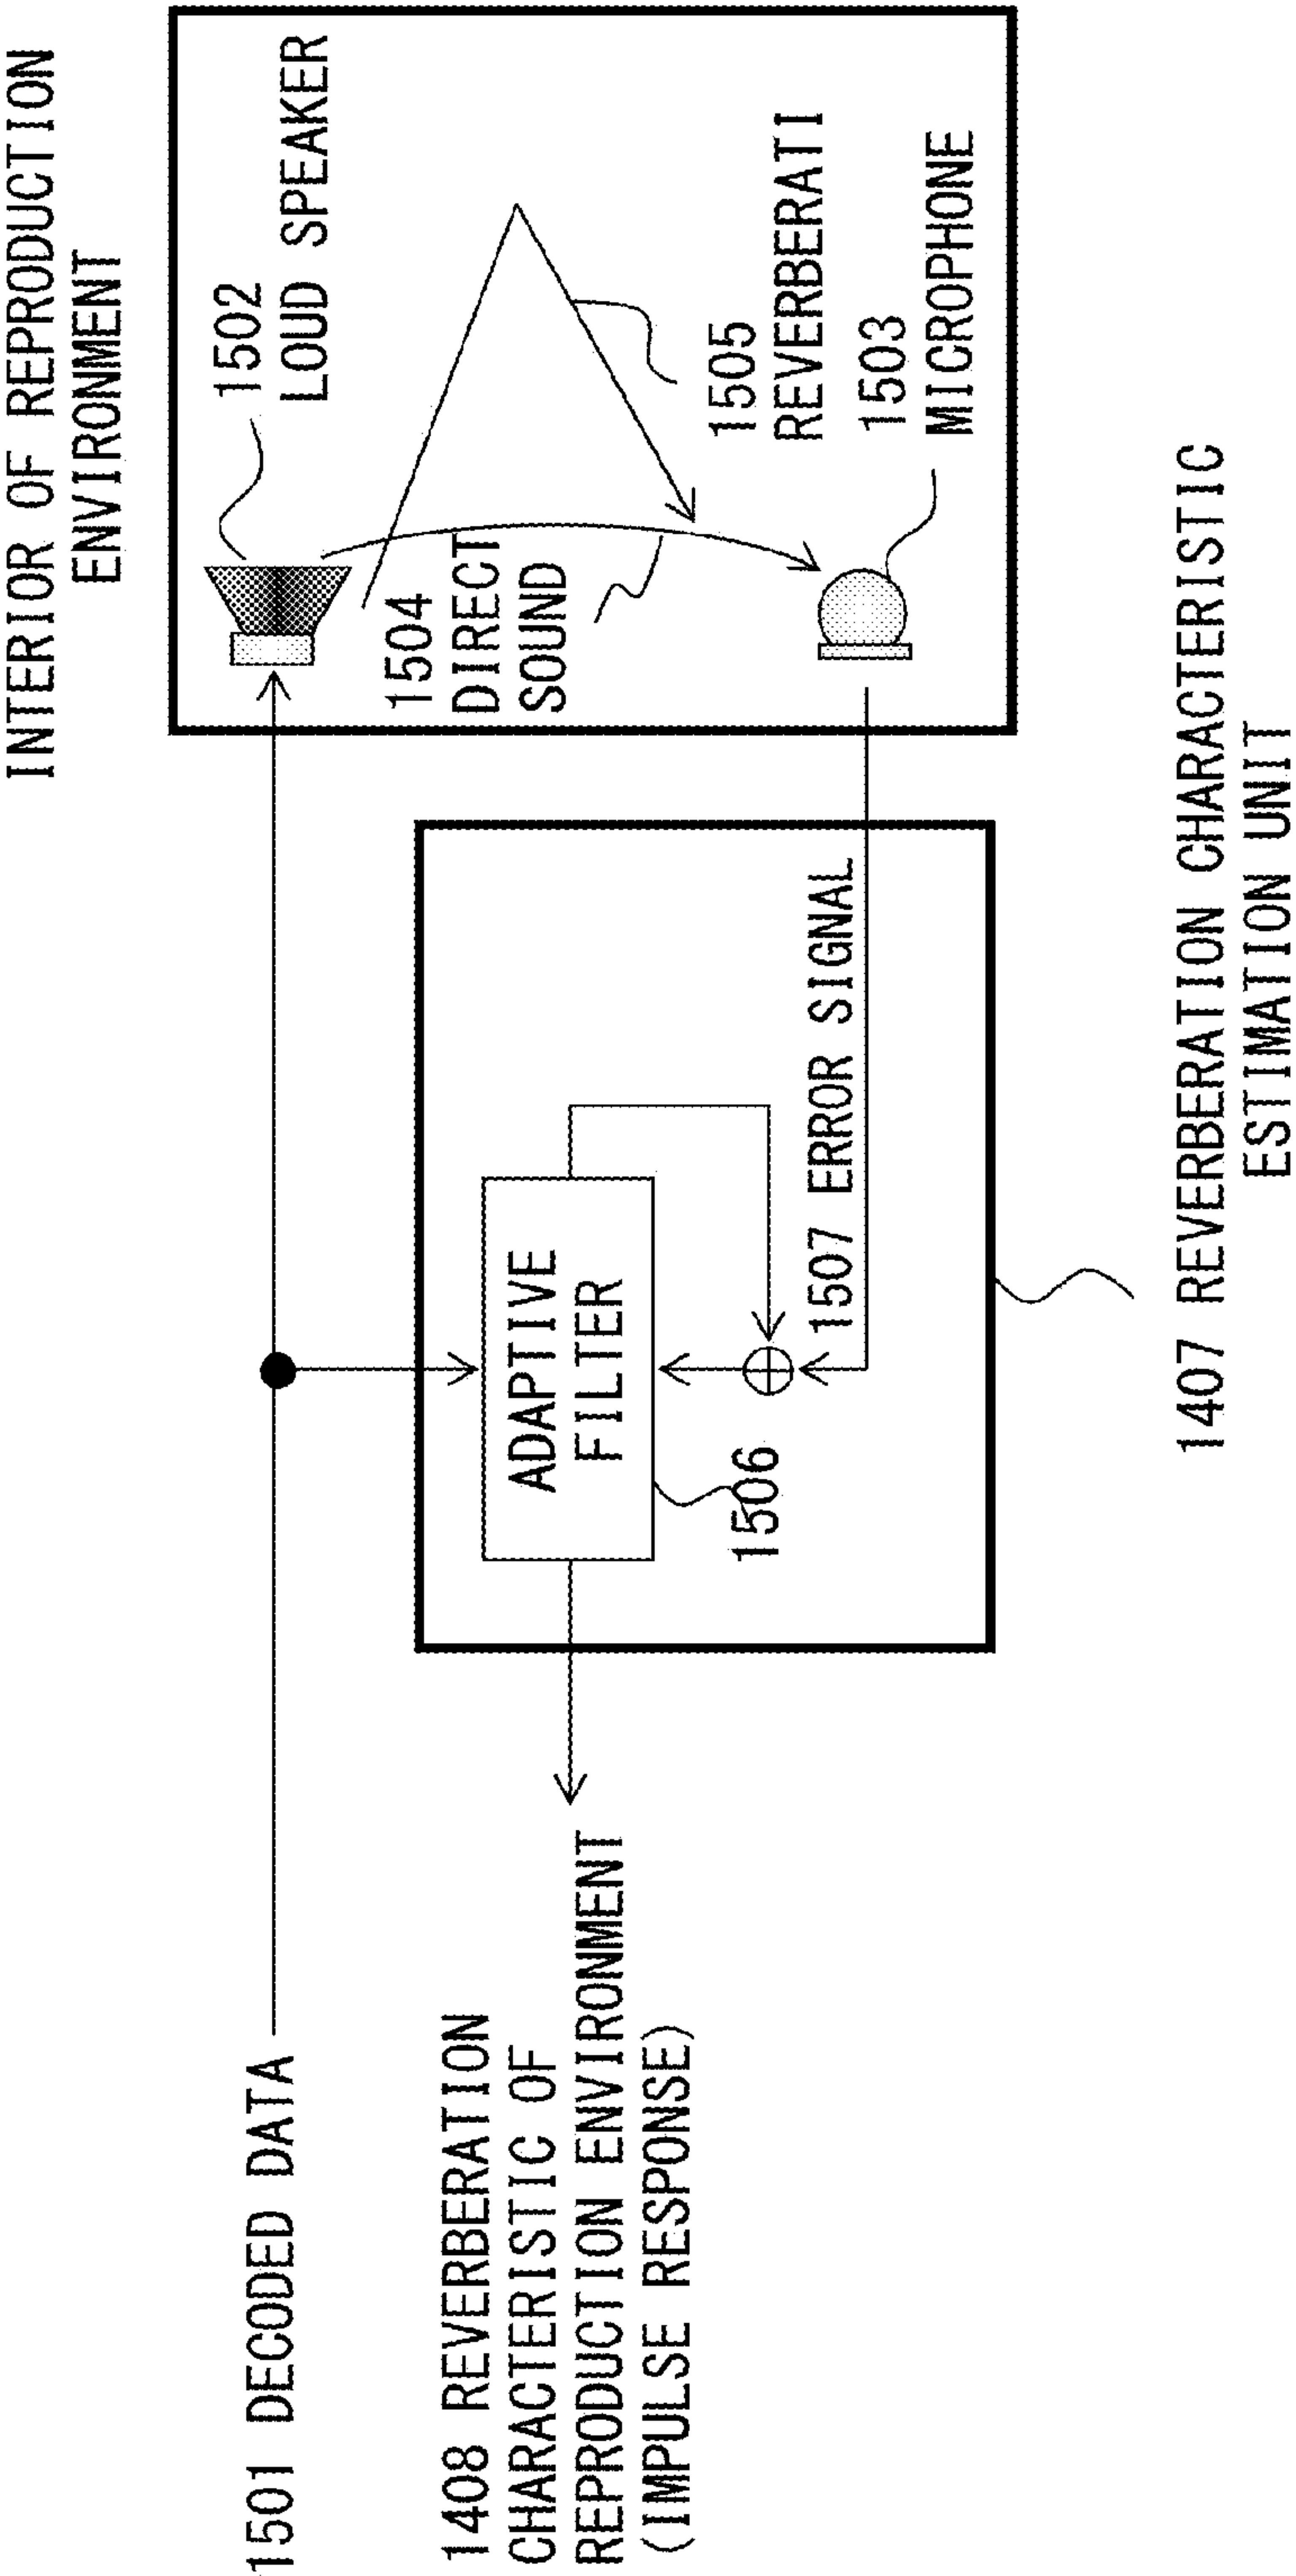 INTERIOR OF REPRODUCTION
ENVIRONMENT
1501 DECODED DATA
1502
LOUD SPEAKER
1504
DIRECT
SOUND
1505
REVERBERATI
1503
MICROPHONE
ADAPTIVE
FILTER
1506
1507 ERROR SIGNAL
1408 REVERBERATION
CHARACTERISTIC OF
REPRODUCTION ENVIRONMENT
(IMPULSE RESPONSE)
1407 REVERBERATION CHARACTERISTIC
ESTIMATION UNIT